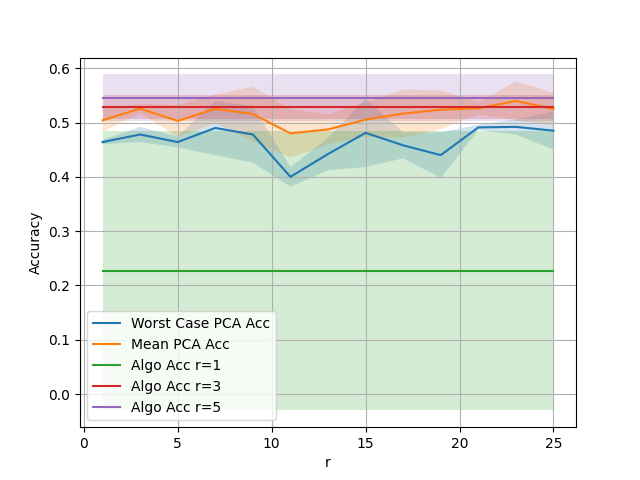 0.6
0.5
0.4
0.3
0.2
0.1
0.0
Accuracy
Worst Case PCA Acc
Mean PCA Acc
Algo Acc r=1
Algo Acc r=3
Algo Acc r=5
0 5 10 15 20 25
r